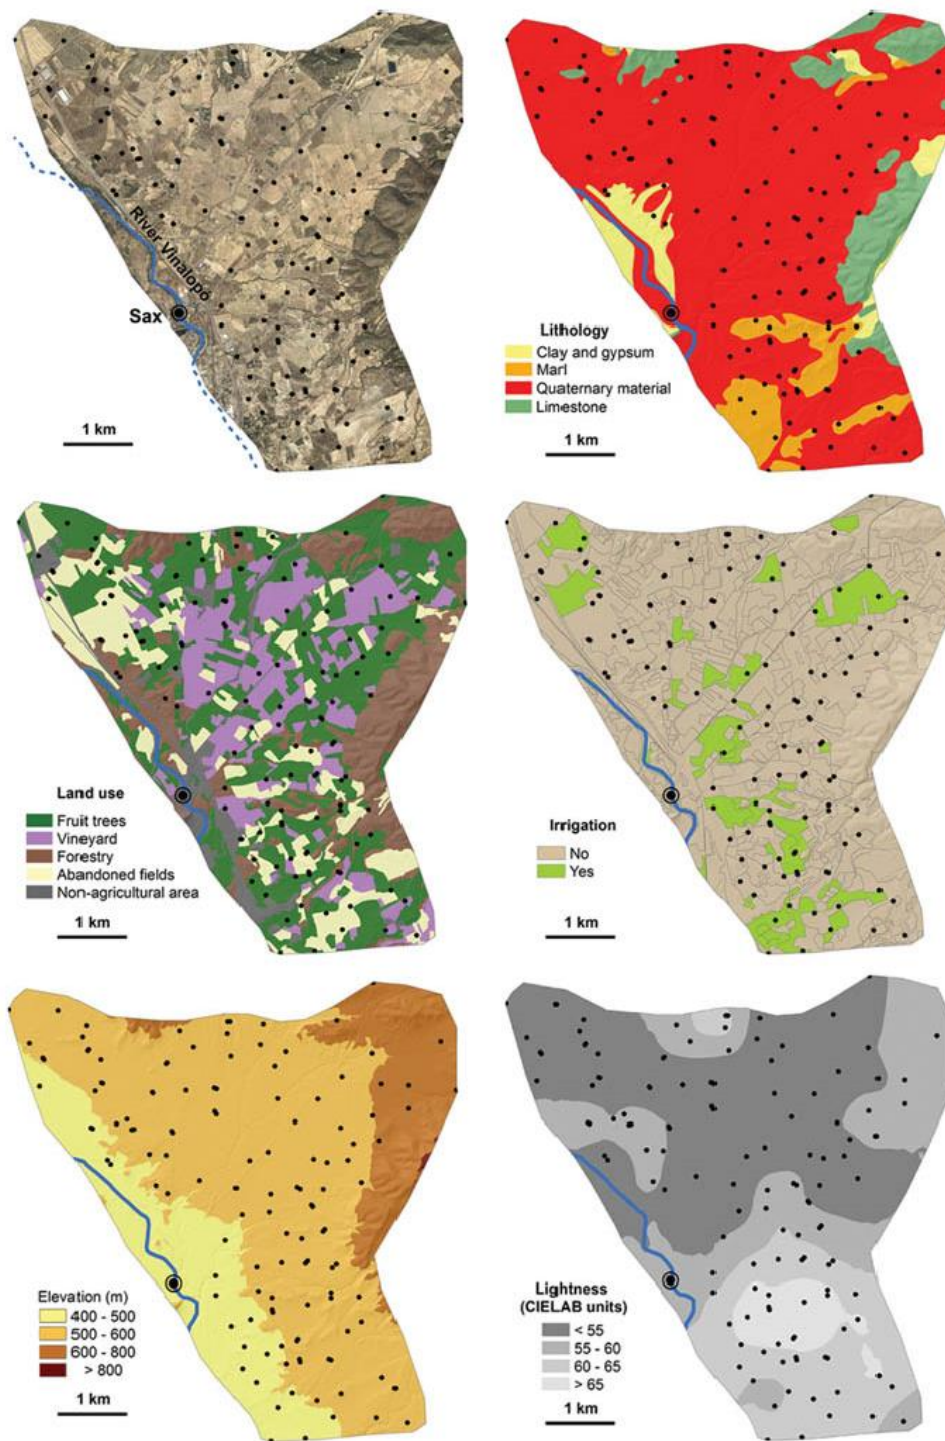 River Vinalopó
Sax
1 km
Lithology
Clay and gypsum
Marl
Quaternary material
Limestone
1 km
Land use
Fruit trees
Vineyard
Forestry
Abandoned fields
Non-agricultural area
1 km
Irrigation
No
Yes
1 km
Elevation (m)
400 - 500
500 - 600
600 - 800
> 800
1 km
Lightness
(CIELAB units)
< 55
55 - 60
60 - 65
> 65
1 km